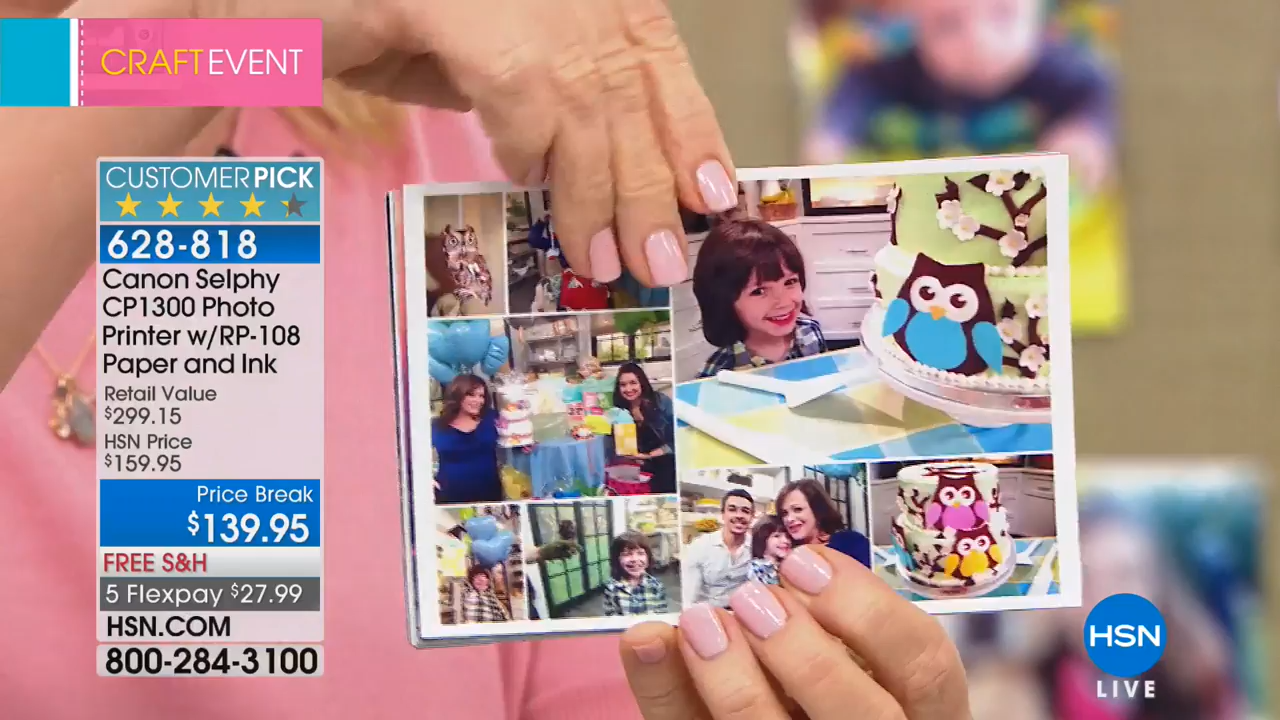 CRAFT EVENT
CUSTOMER PICK
628-818
Canon Selphy
CP1300 Photo
Printer w/RP-108
Paper and Ink
Retail Value
$299.15
HSN Price
$159.95
Price Break
$139.95
FREE S&H
5 Flexpay $27.99
HSN.COM
800-284-3100
HSN
LIVE